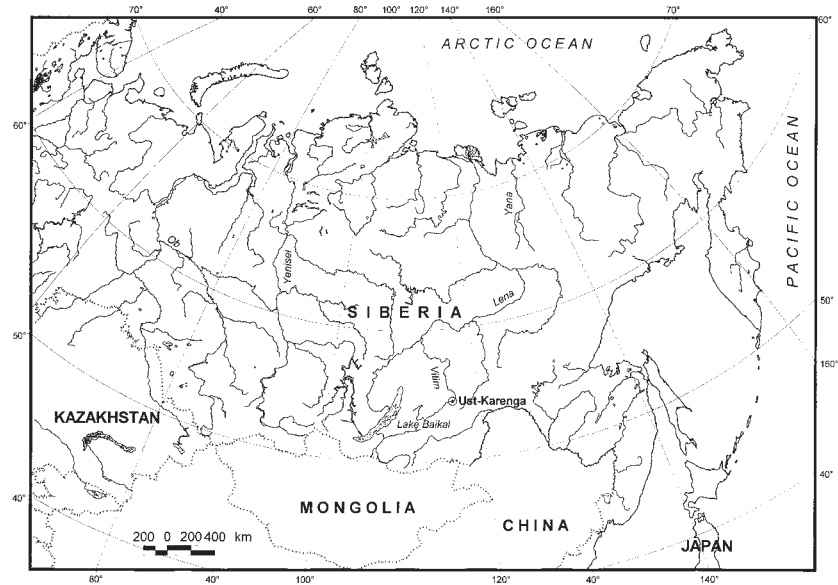 70° 60° 80° 100° 120° 140° 160° 70° 60°
ARCTIC OCEAN
60°
PACIFIC OCEAN
Yana
Ob
Yenisei
Lena
SIBERIA
50°
50°
160°
Vitim
Ust-Karenga
KAZAKHSTAN
Lake Baikal
40°
40°
MONGOLIA
CHINA
200 0 200 400 km
JAPAN
80° 40° 100° 120° 40° 140°